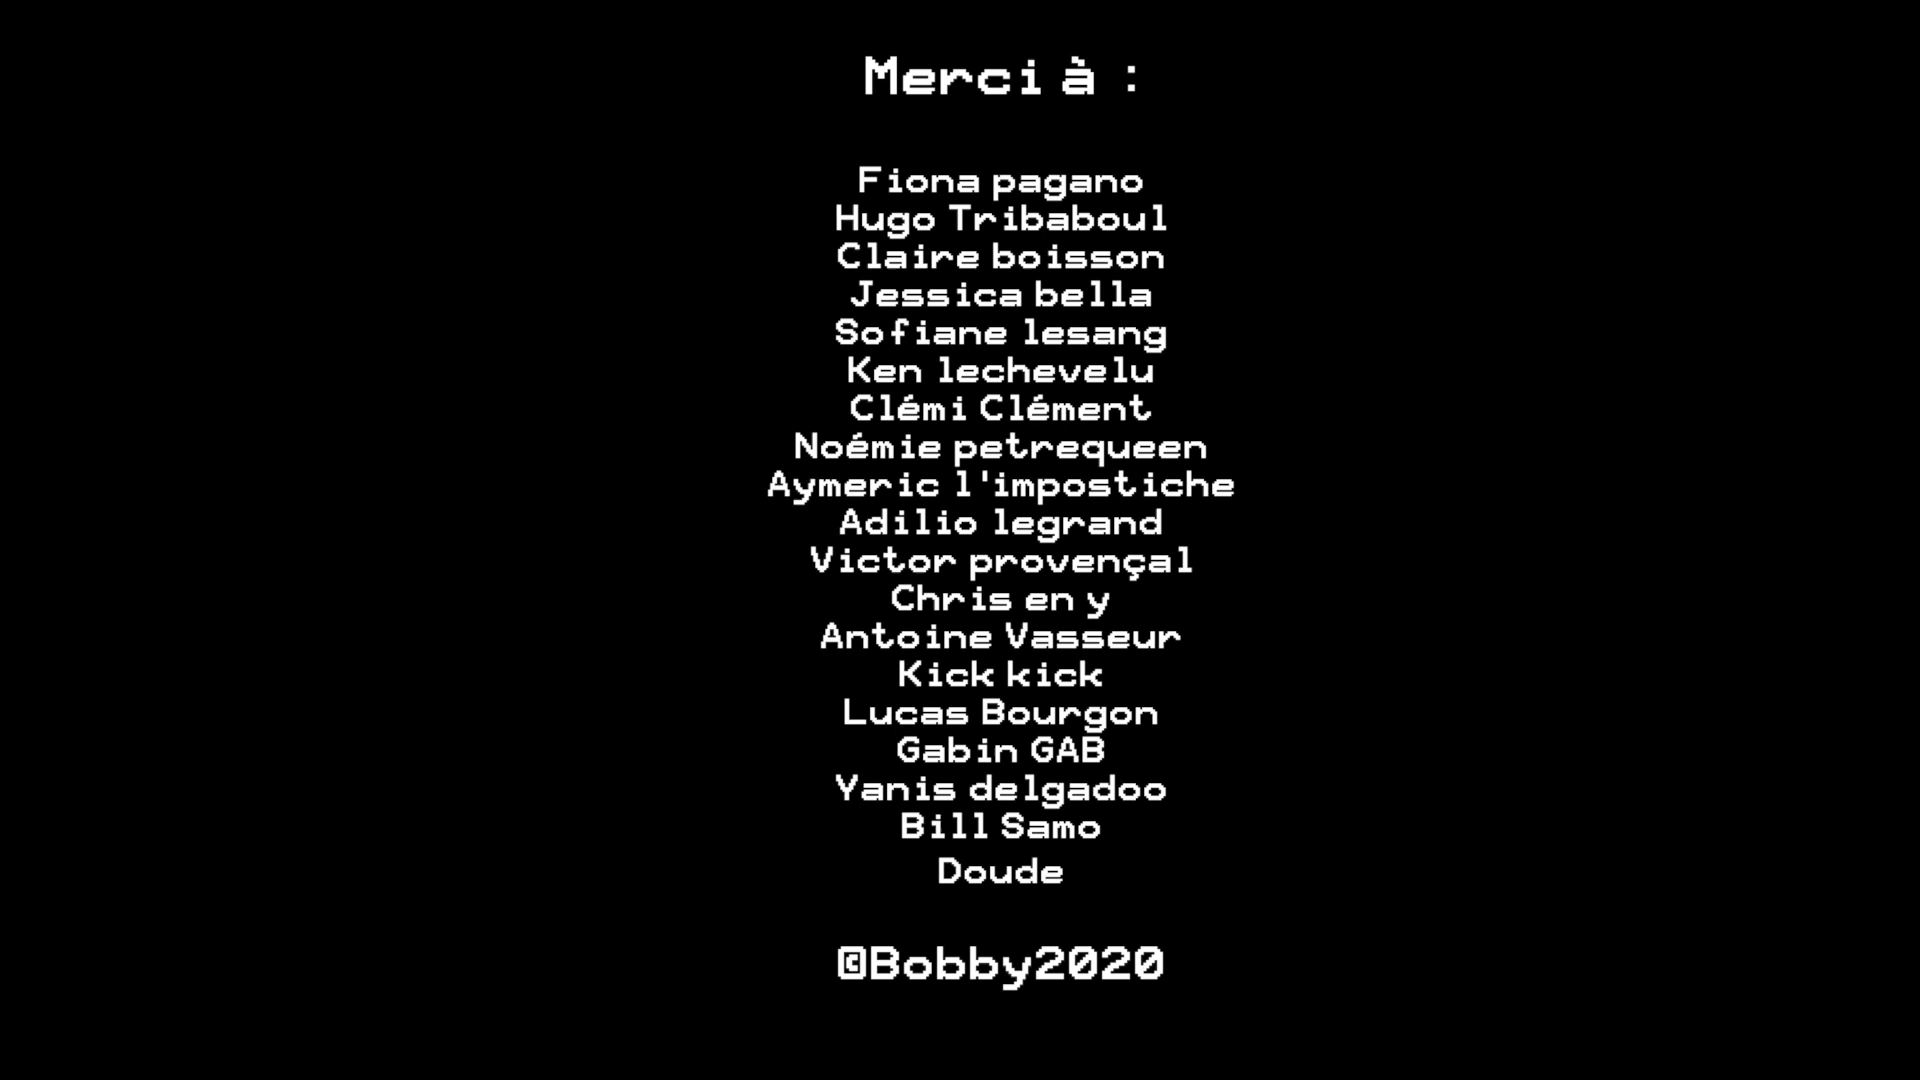 Merci à :
Fiona pagano
Hugo Tribaboul
Claire boisson
Jessica bella
Sofiane lesang
Ken lechevelu
Clémi Clément
Noémie petrequeen
Aymeric l'impostiche
Adilio legrand
Victor provençal
Chris en y
Antoine Vasseur
Kick kick
Lucas Bourgon
Gabin GAB
Yanis delgadoo
Bill Samo
Doude
©Bobby2020